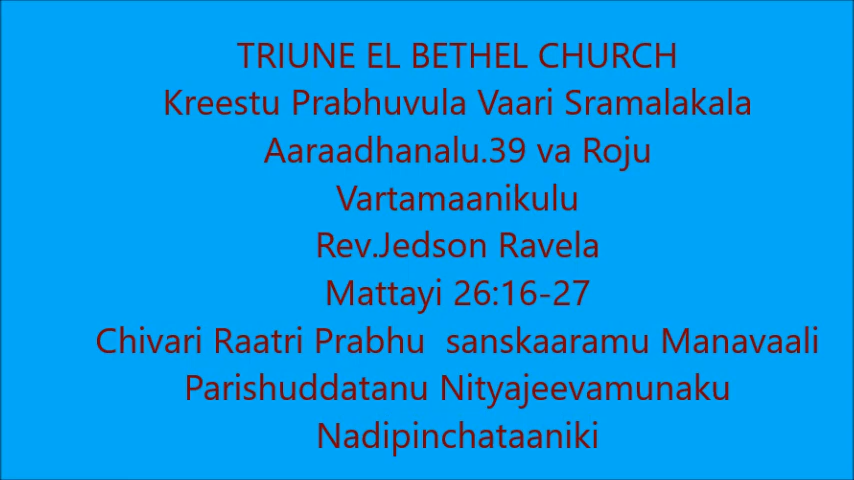 TRIUNE EL BETHEL CHURCH
Kreestu Prabhuvula Vaari Sramalakala
Aaraadhanalu.39 va Roju
Vartamaanikulu
Rev.Jedson Ravela
Mattayi 26:16-27
Chivari Raatri Prabhu  sanskaaramu Manavaali
Parishuddatanu Nityajeevamunaku
Nadipinchataaniki